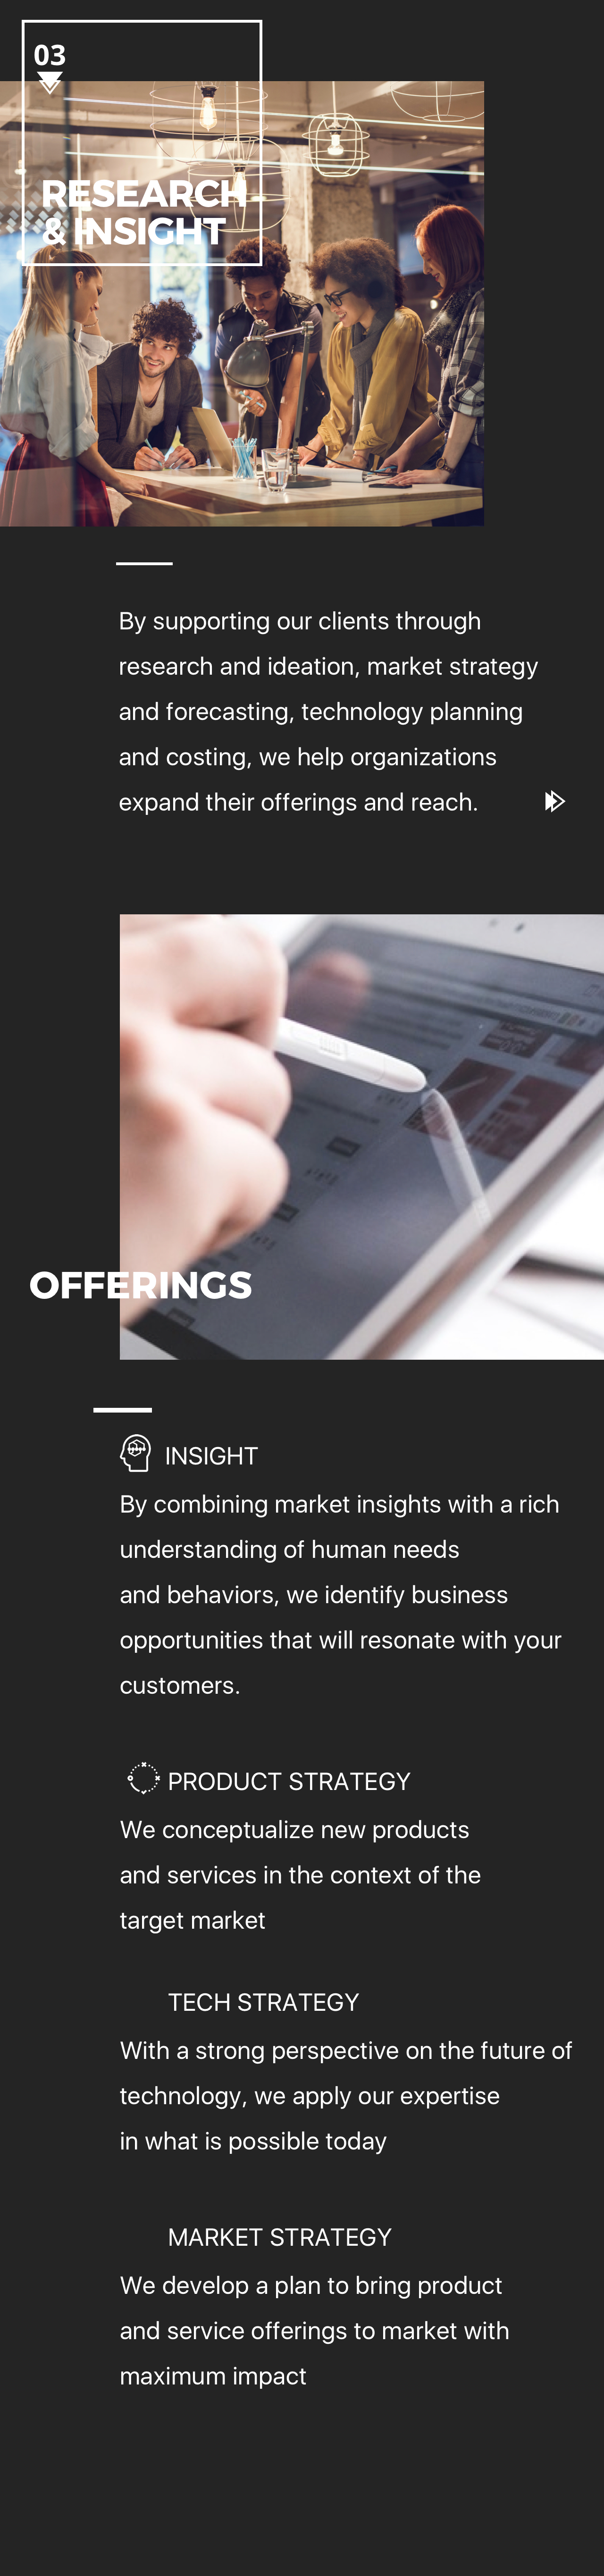 03
RESEARCH
& INSIGHT
By supporting our clients through
research and ideation, market strategy
and forecasting, technology planning
and costing, we help organizations
expand their offerings and reach.
OFFERINGS
INSIGHT
By combining market insights with a rich
understanding of human needs
and behaviors, we identify business
opportunities that will resonate with your
customers.
PRODUCT STRATEGY
We conceptualize new products
and services in the context of the
target market
TECH STRATEGY
With a strong perspective on the future of
technology, we apply our expertise
in what is possible today
MARKET STRATEGY
We develop a plan to bring product
and service offerings to market with
maximum impact